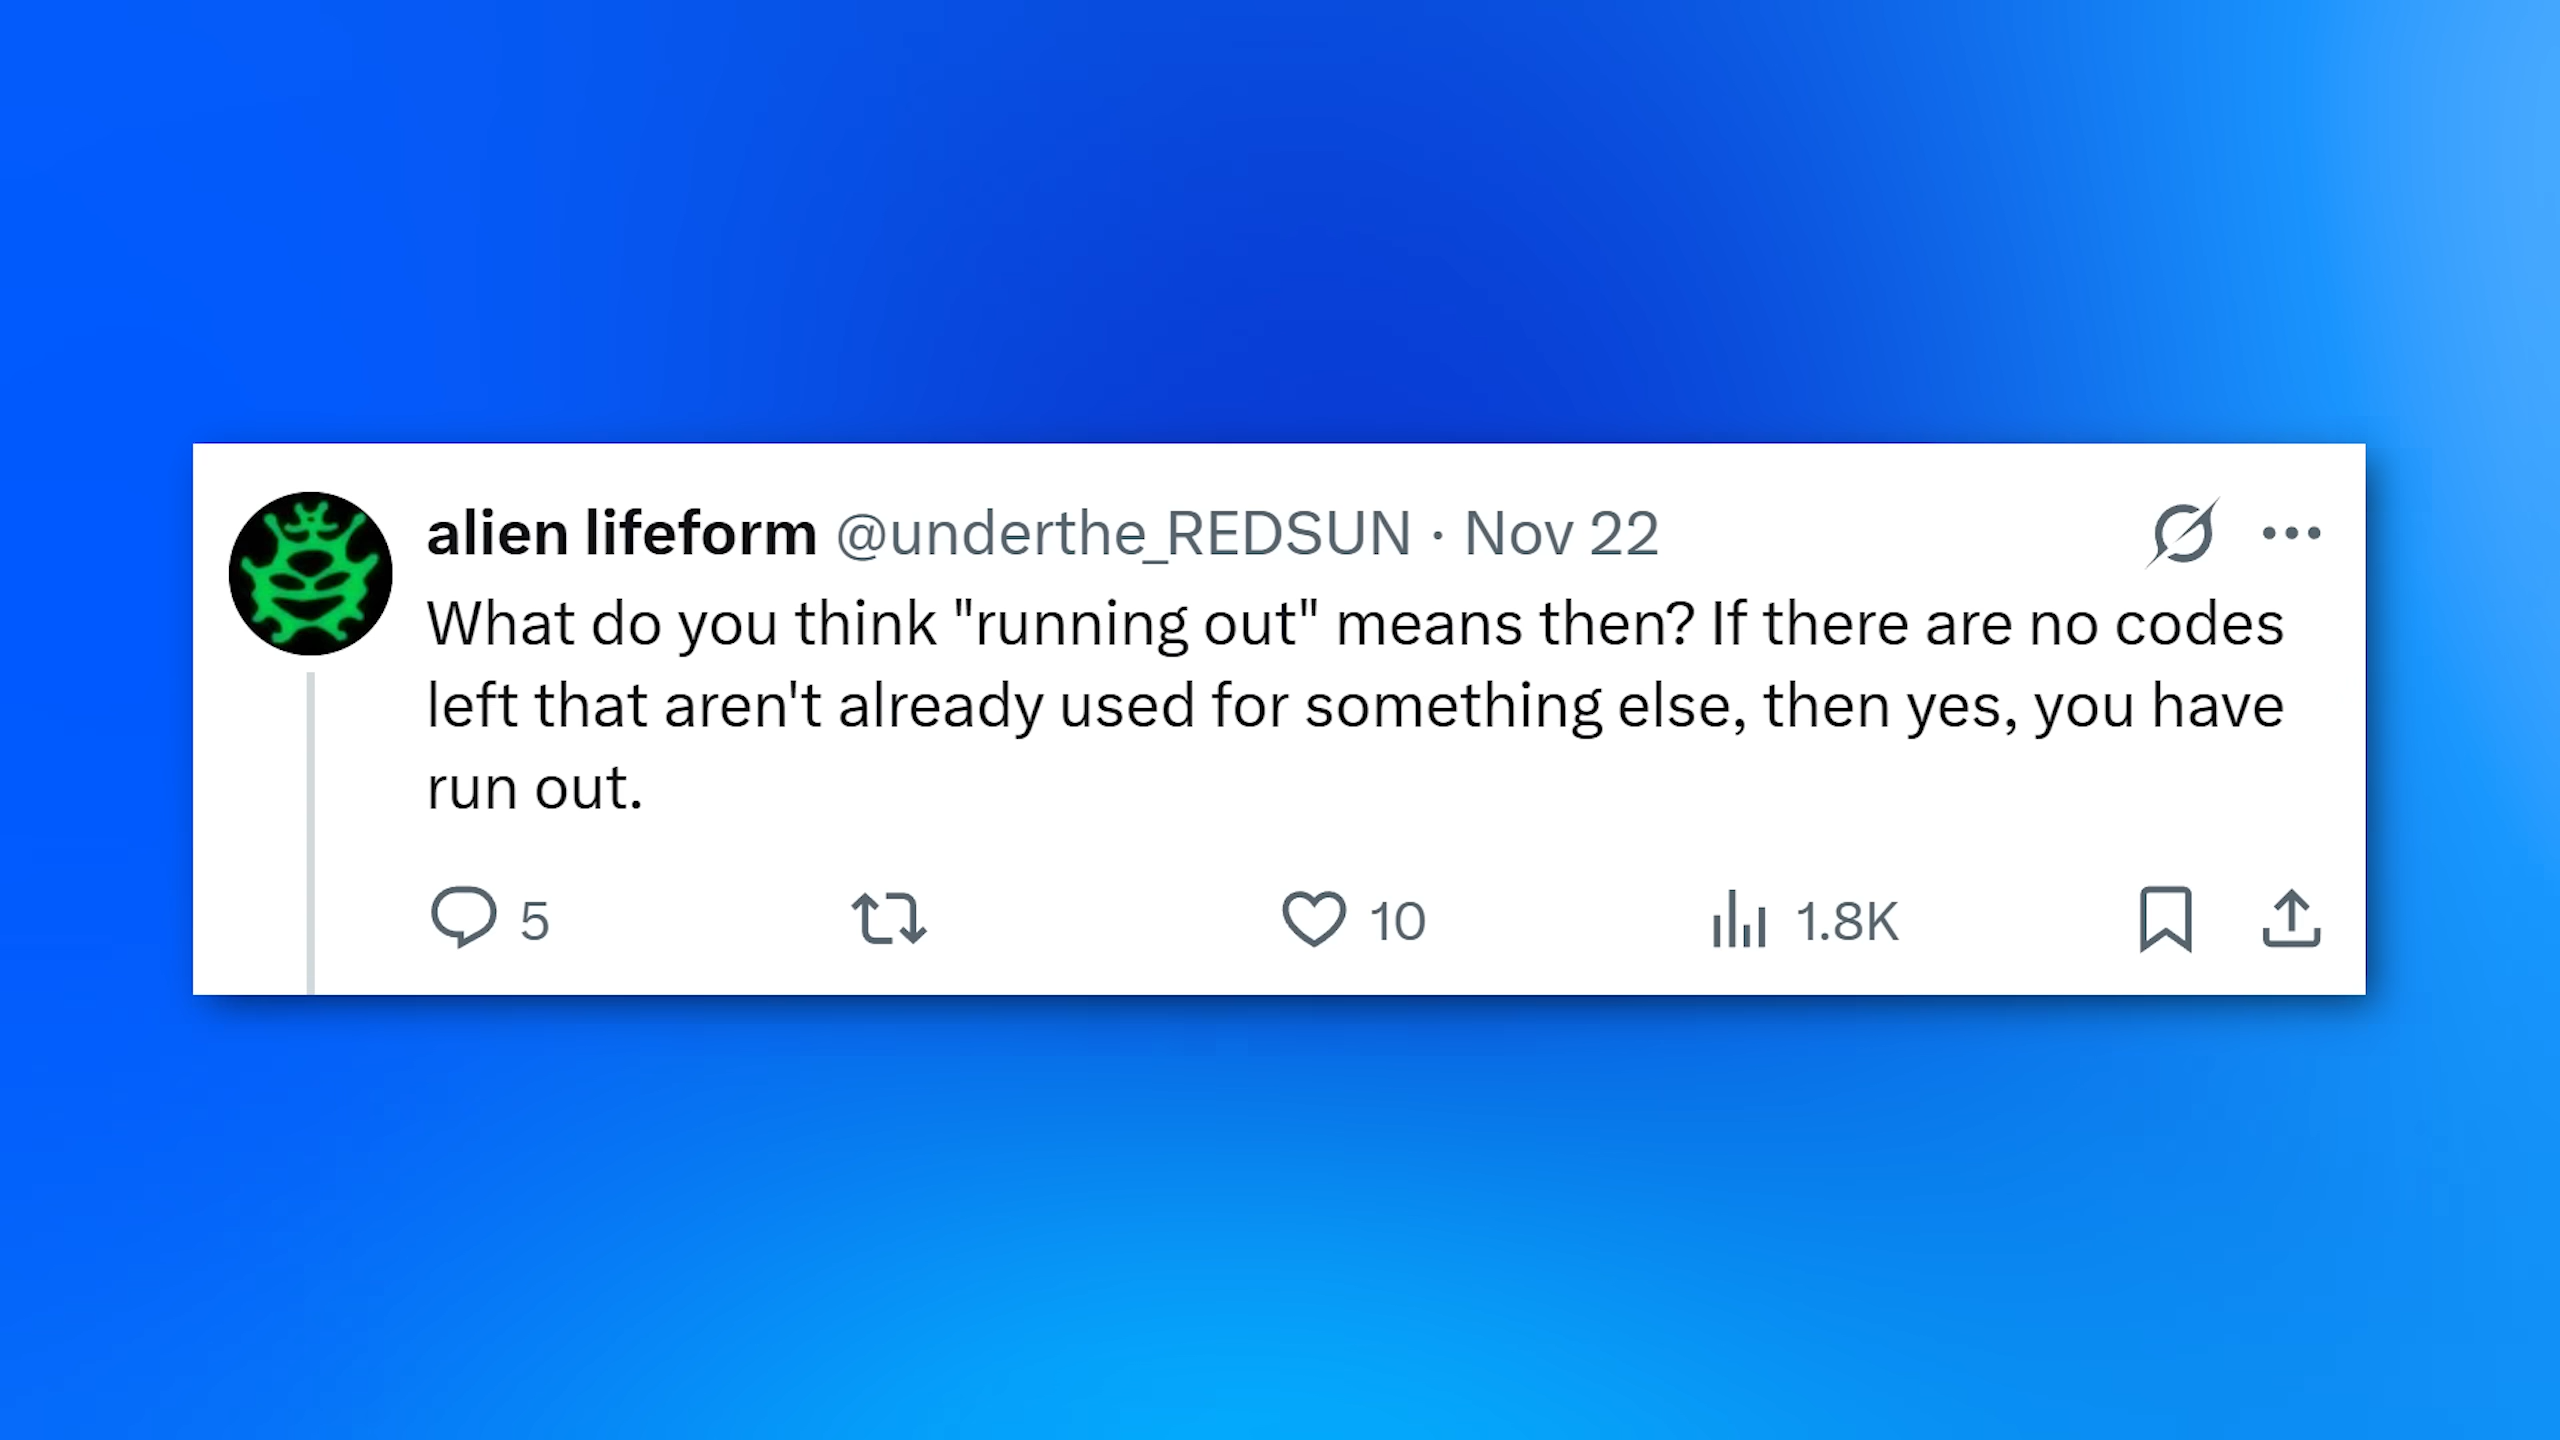 alien lifeform @underthe_REDSUN · Nov 22
What do you think "running out" means then? If there are no codes
left that aren't already used for something else, then yes, you have
run out.
5 10 1.8K